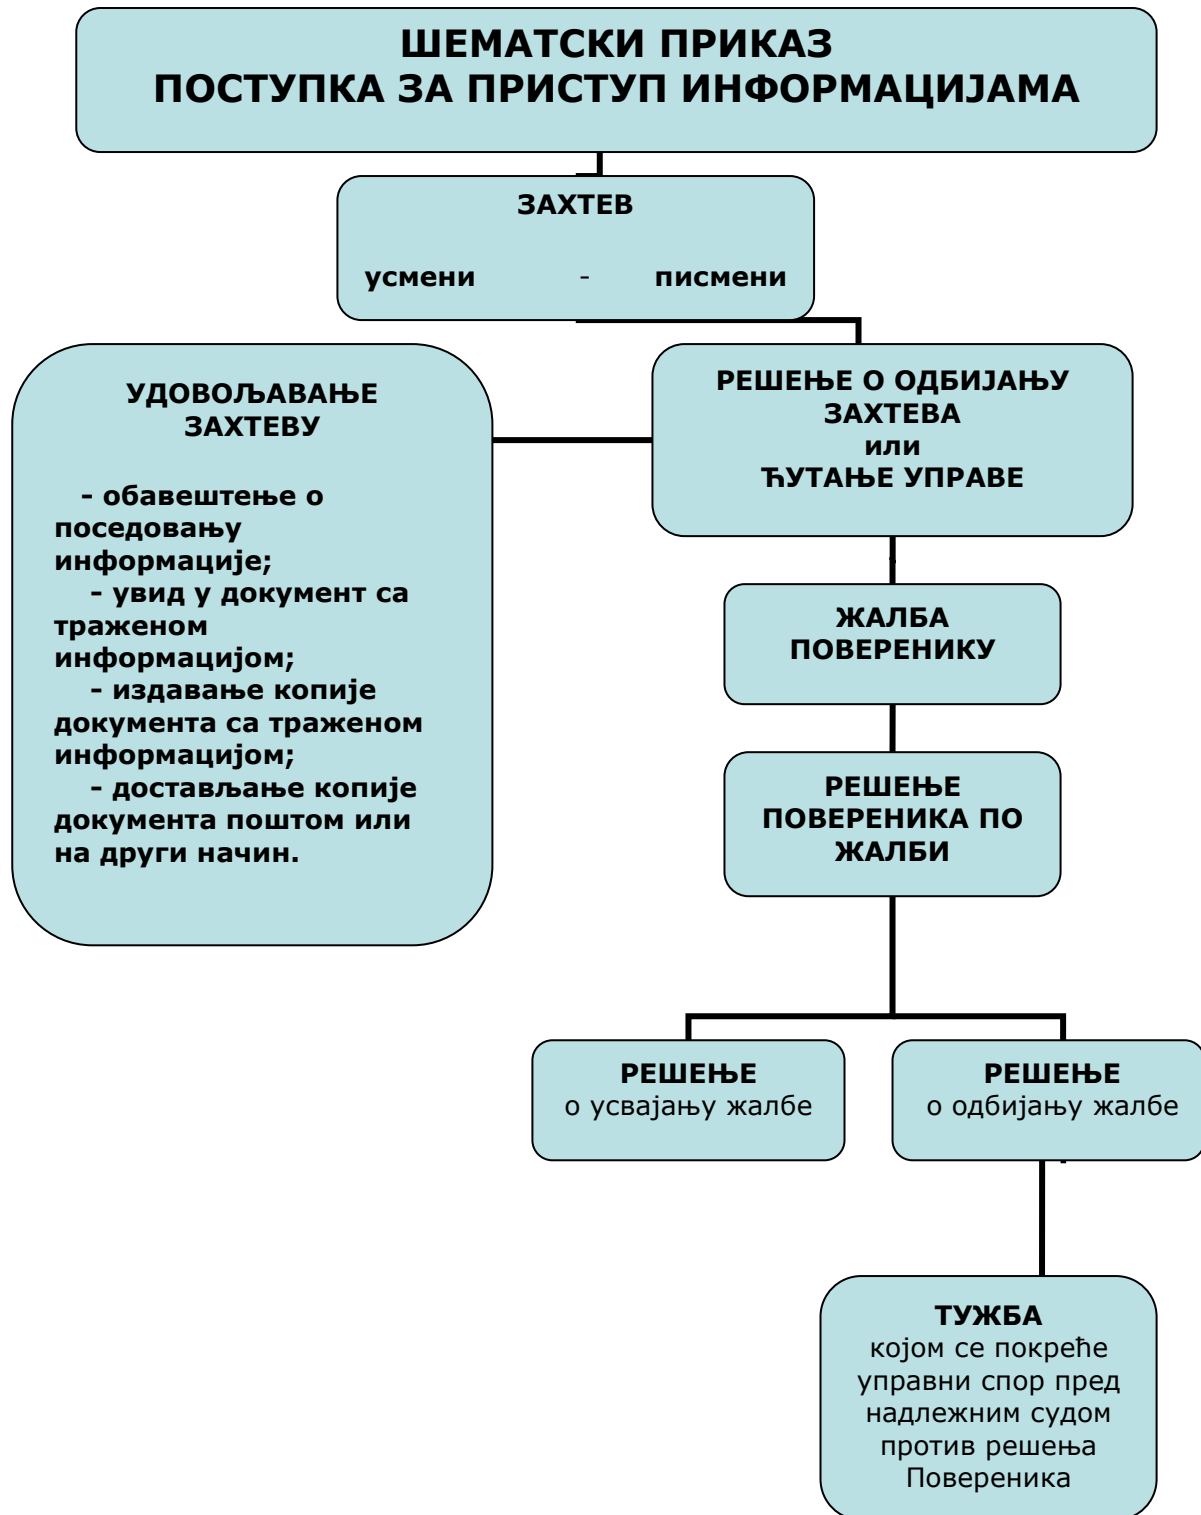 ШЕМАТСКИ ПРИКАЗ
ПОСТУПКА ЗА ПРИСТУП ИНФОРМАЦИЈАМА
ЗАХТЕВ
усмени - писмени
УДОВОЉАВАЊЕ
ЗАХТЕВУ
- обавештење о
поседовању
информације;
- увид у документ са
траженом
информацијом;
- издавање копије
документа са траженом
информацијом;
- достављање копије
документа поштом или
на други начин.
РЕШЕЊЕ О ОДБИЈАЊУ
ЗАХТЕВА
или
ЋУТАЊЕ УПРАВЕ
ЖАЛБА
ПОВЕРЕНИКУ
РЕШЕЊЕ
ПОВЕРЕНИКА ПО
ЖАЛБИ
РЕШЕЊЕ
о усвајању жалбе
РЕШЕЊЕ
о одбијању жалбе
ТУЖБА
којом се покреће
управни спор пред
надлежним судом
против решења
Повереника